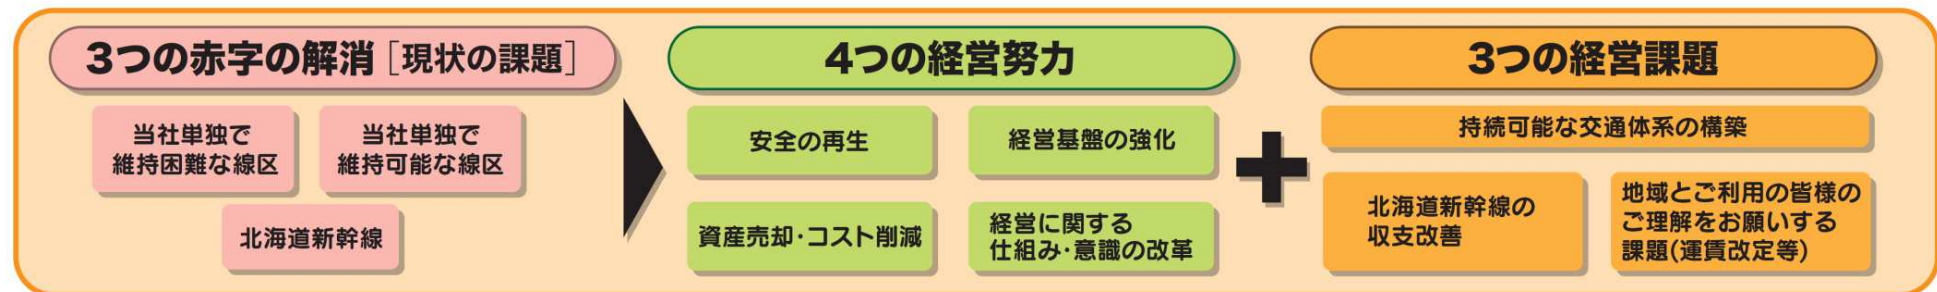 3つの赤字の解消［現状の課題］
当社単独で
維持困難な線区
当社単独で
維持可能な線区
北海道新幹線
4つの経営努力
安全の再生
経営基盤の強化
資産売却・コスト削減
経営に関する
仕組み・意識の改革
3つの経営課題
持続可能な交通体系の構築
北海道新幹線の
収支改善
地域とご利用の皆様の
ご理解をお願いする
課題(運賃改定等)